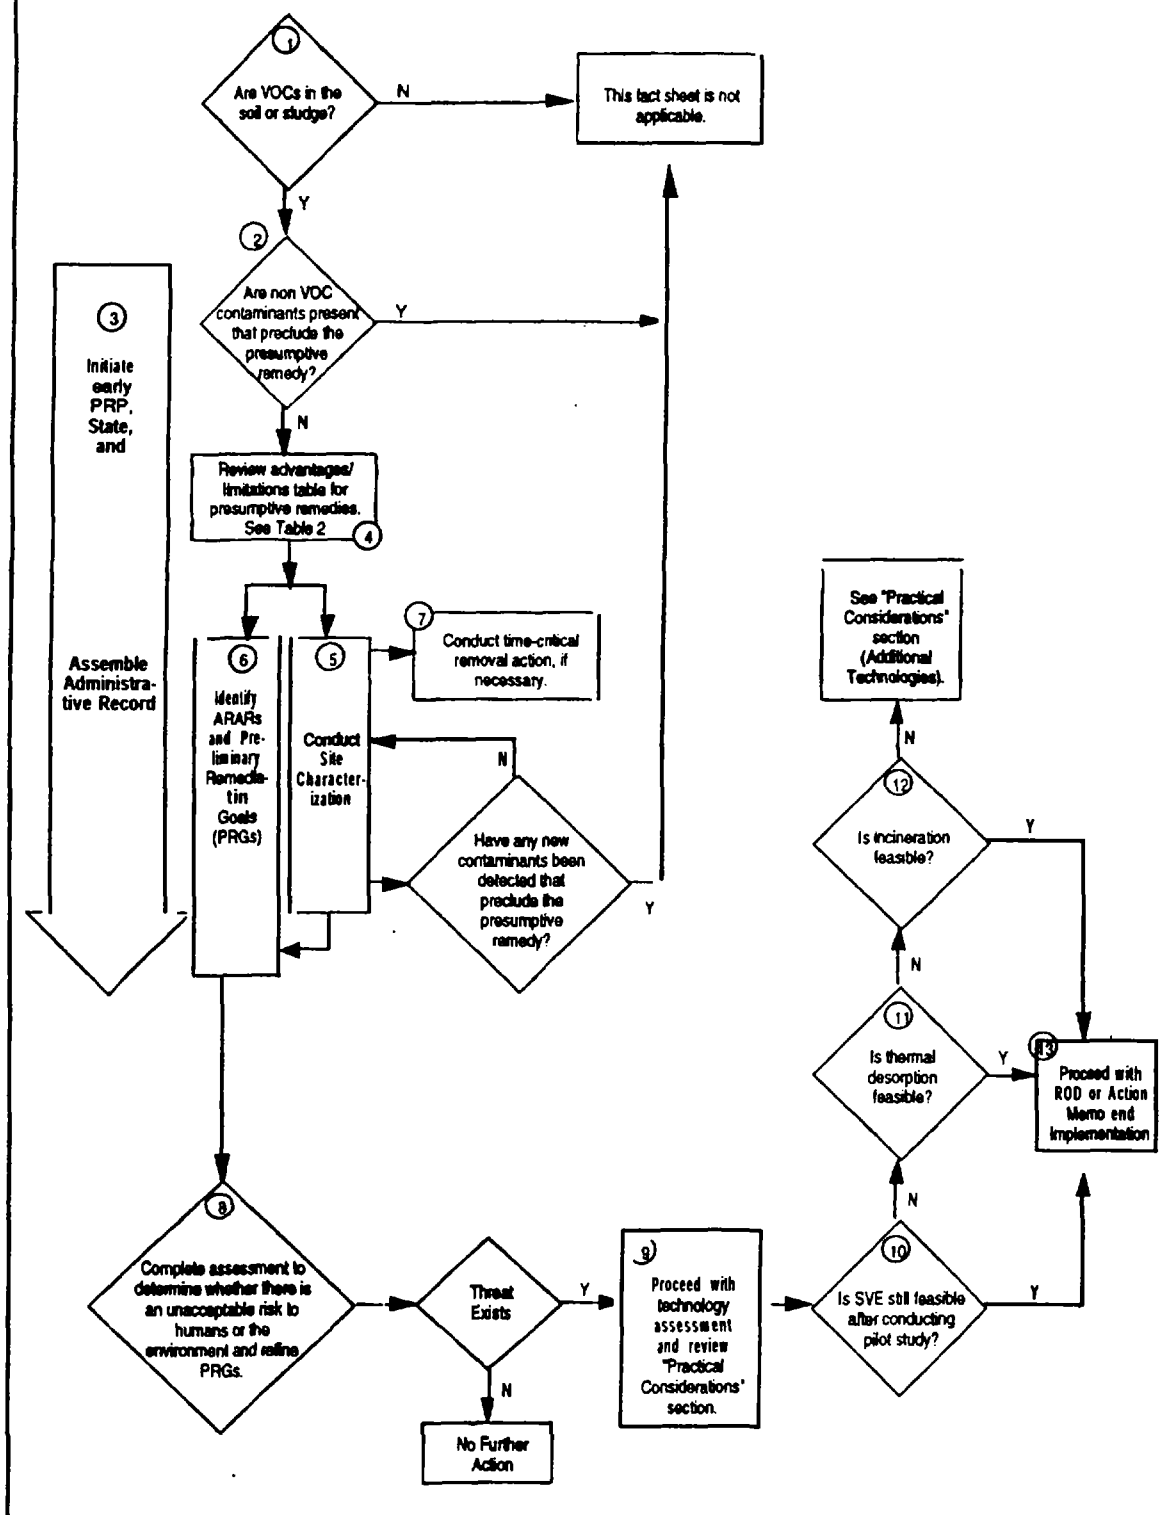 1
Are VOCs in the
soil or sludge?
N
This fact sheet is not
applicable.
Y
2
Are non VOC
contaminants present
that preclude the
presumptive
remedy?
Y
N
3
Initiate
early
PRP,
State,
and
Assemble
Administra-
tive Record
Review advantages/
limitations table for
presumptive remedies.
See Table 2
4
6
Identify
ARARs
and Pre-
liminary
Remedia-
tin
Goals
(PRGs)
5
Conduct
Site
Character-
ization
7
Conduct time-critical
removal action, if
necessary.
N
Have any new
contaminants been
detected that
preclude the
presumptive
remedy?
Y
8
Complete assessment to
determine whether there is
an unacceptable risk to
humans or the
environment and refine
PRGs.
Threat
Exists
Y
N
No Further
Action
9
Proceed with
technology
assessment
and review
"Practical
Considerations"
section.
10
Is SVE still feasible
after conducting
pilot study?
Y
N
11
Is thermal
desorption
feasible?
Y
N
12
Is incineration
feasible?
Y
N
See "Practical
Considerations"
section
(Additional
Technologies).
13
Proceed with
ROD or Action
Memo end
Implementation